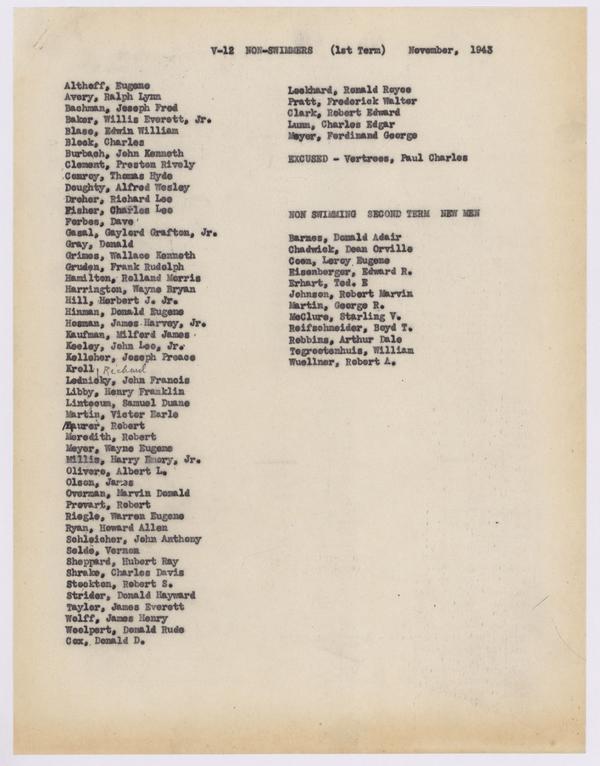 V-12 NON-SWIMMERS (1st Term) November, 1943
Althoff, Eugene
Avery, Ralph Lynn
Bachman, Joseph Fred
Baker, Willis Everett, Jr.
Blase, Edwin William
Bleek, Charles
Burbach, John Kenneth
Clement, Preston Rively
Conroy, Thomas Hyde
Doughty, Alfred Wesley
Dreher, Richard Lee
Fisher, Charles Lee
Forbes, Dave
Gasal, Gaylord Grafton, Jr.
Gray, Donald
Grimes, Wallace Kenneth
Gruden, Frank Rudolph
Hamilton, Rolland Morris
Harrington, Wayne Bryan
Hill, Herbert J. Jr.
Hinman, Donald Eugene
Hosman, James Harvey, Jr.
Kaufman, Milford James
Keeley, John Lee, Jr.
Kelleher, Joseph Preace
Kroll, Richard
Lednicky, John Francis
Libby, Henry Franklin
Lintecum, Samuel Duane
Martin, Victor Earle
Maurer, Robert
Meredith, Robert
Meyer, Wayne Eugene
Millis, Harry Emory, Jr.
Olivero, Albert L.
Olson, James
Overman, Marvin Donald
Prevart, Robert
Riegle, Warren Eugene
Ryan, Howard Allen
Schleicher, John Anthony
Selde, Vernon
Sheppard, Hubert Ray
Shrake, Charles Davis
Stockton, Robert S.
Strider, Donald Hayward
Taylor, James Everett
Wolff, James Henry
Woelpert, Donald Rude
Cox, Donald D.
Lockhard, Ronald Royce
Pratt, Frederick Walter
Clark, Robert Edward
Lunn, Charles Edgar
Meyer, Ferdinand George
EXCUSED - Vertrees, Paul Charles
NON SWIMMING SECOND TERM NEW MEN
Barnes, Donald Adair
Chadwick, Dean Orville
Coen, Leroy Eugene
Eisenberger, Edward R.
Erhart, Ted. E
Johnson, Robert Marvin
Martin, George R.
McClure, Starling V.
Reifschneider, Boyd T.
Robbins, Arthur Dale
Tegroetenhuis, William
Wuellner, Robert A.